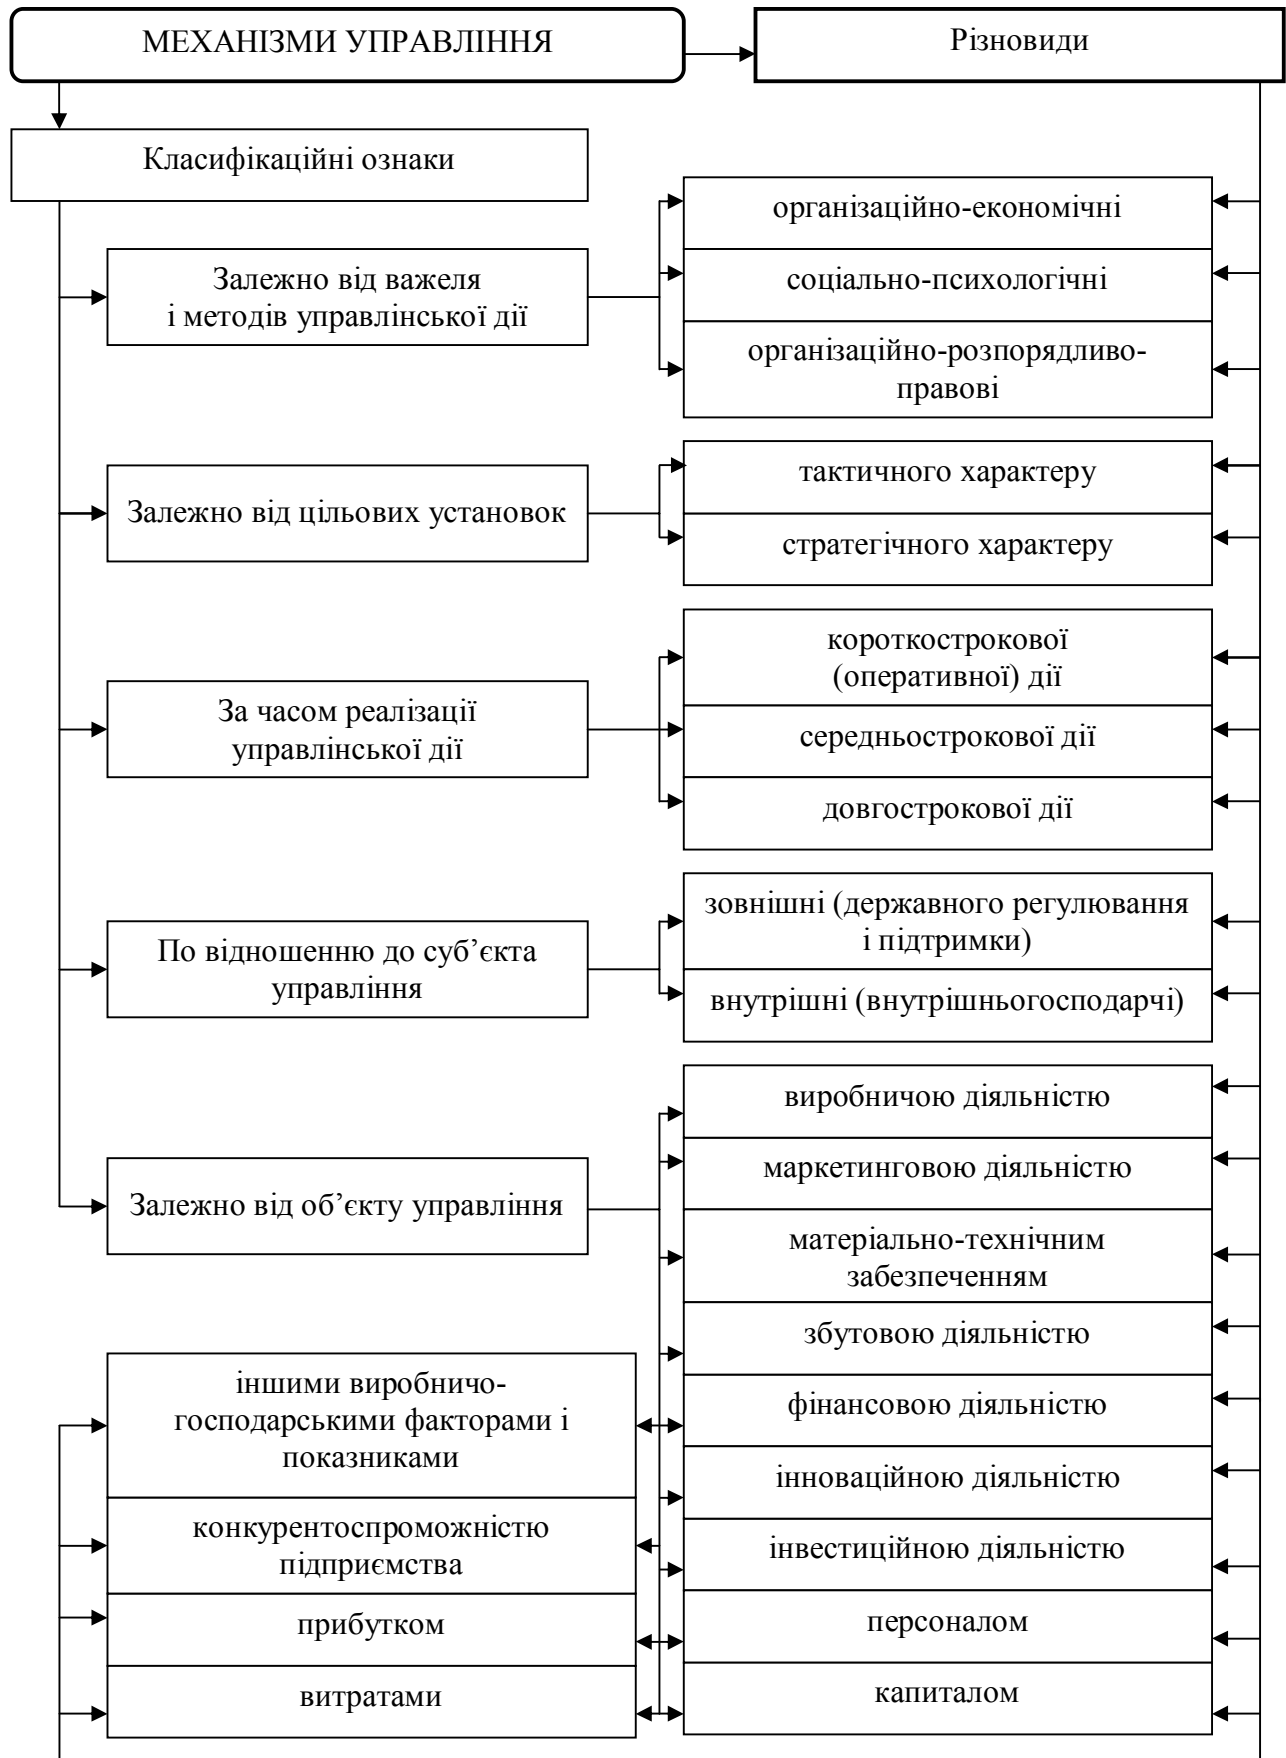 МЕХАНІЗМИ УПРАВЛІННЯ
Різновиди
Класифікаційні ознаки
Залежно від важеля
і методів управлінської дії
організаційно-економічні
соціально-психологічні
організаційно-розпорядливо-
правові
Залежно від цільових установок
тактичного характеру
стратегічного характеру
За часом реалізації
управлінської дії
короткострокової
(оперативної) дії
середньострокової дії
довгострокової дії
По відношенню до суб’єкта
управління
зовнішні (державного регулювання
і підтримки)
внутрішні (внутрішньогосподарчі)
Залежно від об’єкту управління
виробничою діяльністю
маркетинговою діяльністю
матеріально-технічним
забезпеченням
збутовою діяльністю
фінансовою діяльністю
інноваційною діяльністю
інвестиційною діяльністю
персоналом
капиталом
іншими виробничо-
господарськими факторами і
показниками
конкурентоспроможністю
підприємства
прибутком
витратами